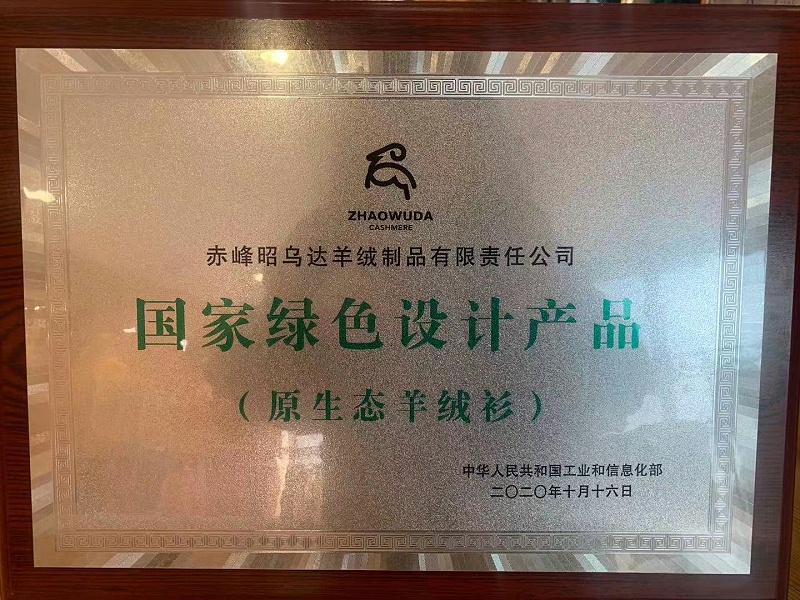 ZHAOWUDA
CASHMERE
赤峰昭乌达羊绒制品有限责任公司
国家绿色设计产品
（原生态羊绒衫）
中华人民共和国工业和信息化部
二〇二〇年十月十六日